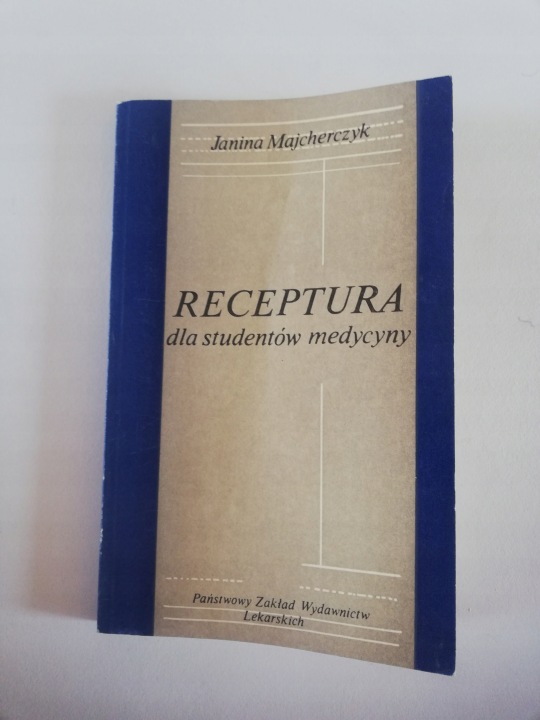 Janina Majcherczyk
RECEPTURA
dla studentów medycyny
Państwowy Zakład Wydawnictw
Lekarskich